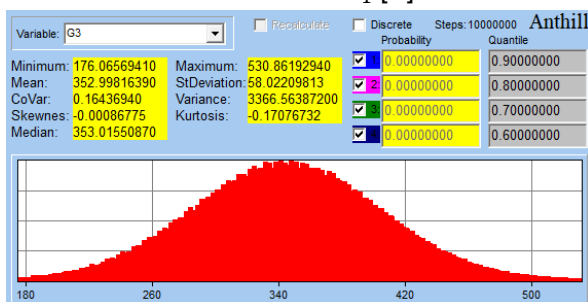 Variable: G3 Recalculate Discrete Steps:10000000 Anthill
Probability Quantile
Minimum: 176.06569410 Maximum: 530.86192940 1 0.00000000 0.90000000
Mean: 352.99816390 StDeviation: 58.02209813 2 0.00000000 0.80000000
CoVar: 0.16436940 Variance: 3366.56387200 3 0.00000000 0.70000000
Skewnes: -0.00086775 Kurtosis: -0.17076732 0.00000000 0.60000000
Median: 353.01550870
180 260 340 420 500